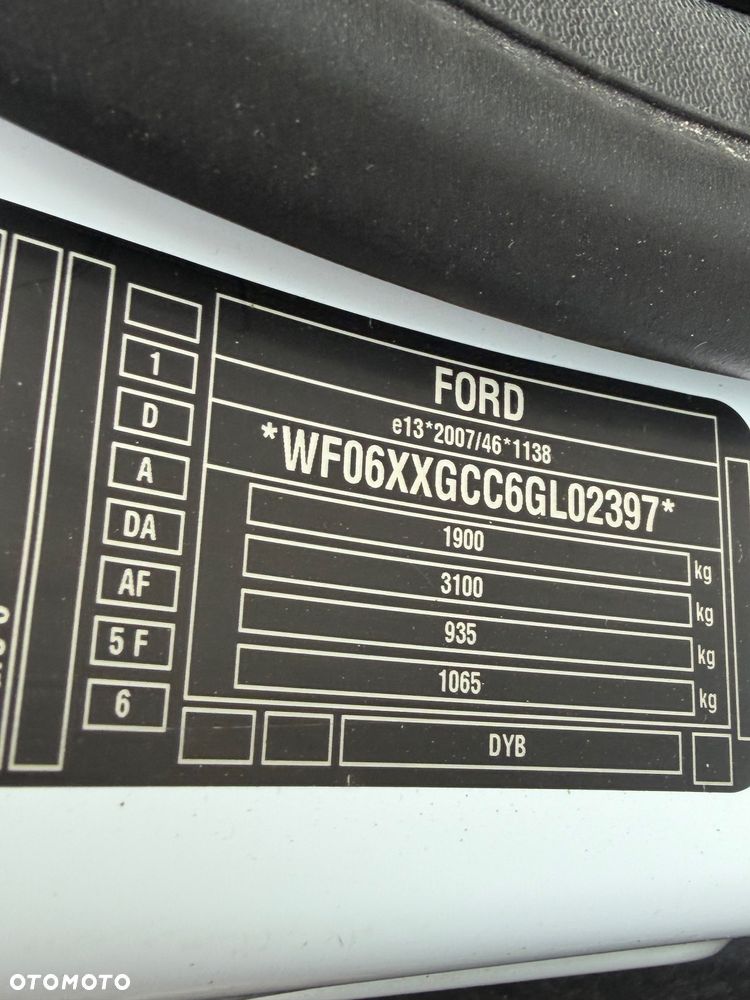 1
D
A
DA
AF
5 F
6
FORD
e13*2007/46*1138
*WF06XXGCC6GL02397*
1900 kg
3100 kg
935 kg
1065 kg
DYB
OTOMOTO